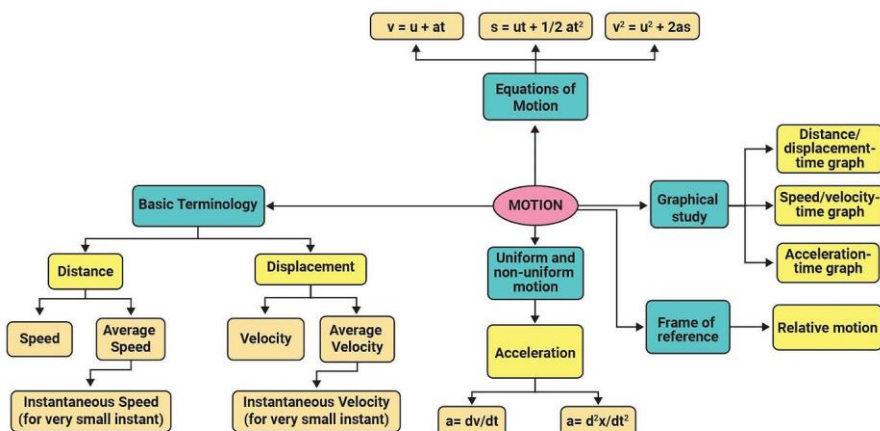 v = u + at
s = ut + 1/2 at²
v² = u² + 2as
Equations of
Motion
Distance/
displacement-
time graph
Basic Terminology
MOTION
Graphical
study
Speed/velocity-
time graph
Distance
Displacement
Uniform and
non-uniform
motion
Acceleration-
time graph
Speed
Average
Speed
Velocity
Average
Velocity
Acceleration
Frame of
reference
Relative motion
Instantaneous Speed
(for very small instant)
Instantaneous Velocity
(for very small instant)
a= dv/dt
a= d²x/dt²